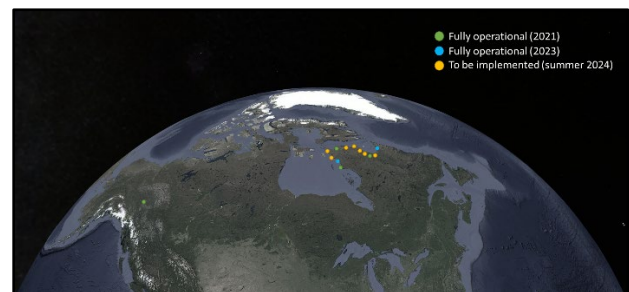 Fully operational (2021)
Fully operational (2023)
To be implemented (summer 2024)